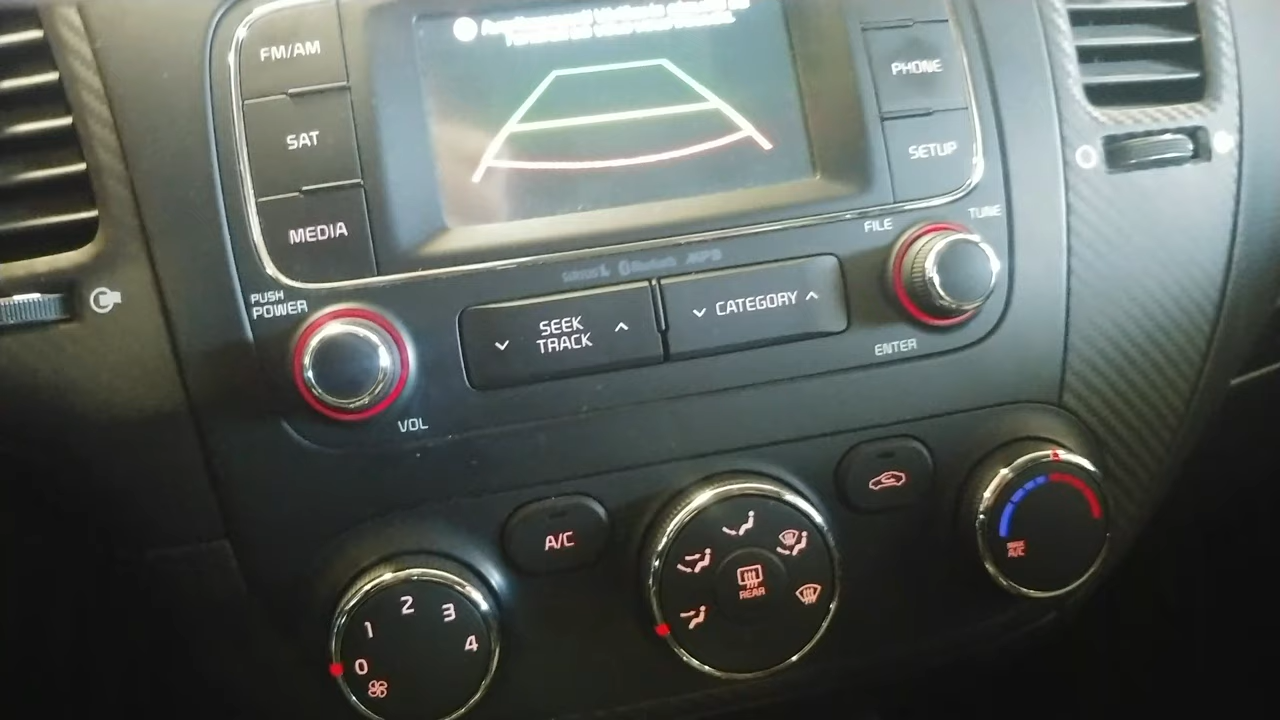 FM/AM
SAT
MEDIA
PHONE
SETUP
FILE
TUNE
PUSH
POWER
SEEK
TRACK
CATEGORY
ENTER
VOL
A/C
0
1
2
3
4
REAR
MAX
A/C